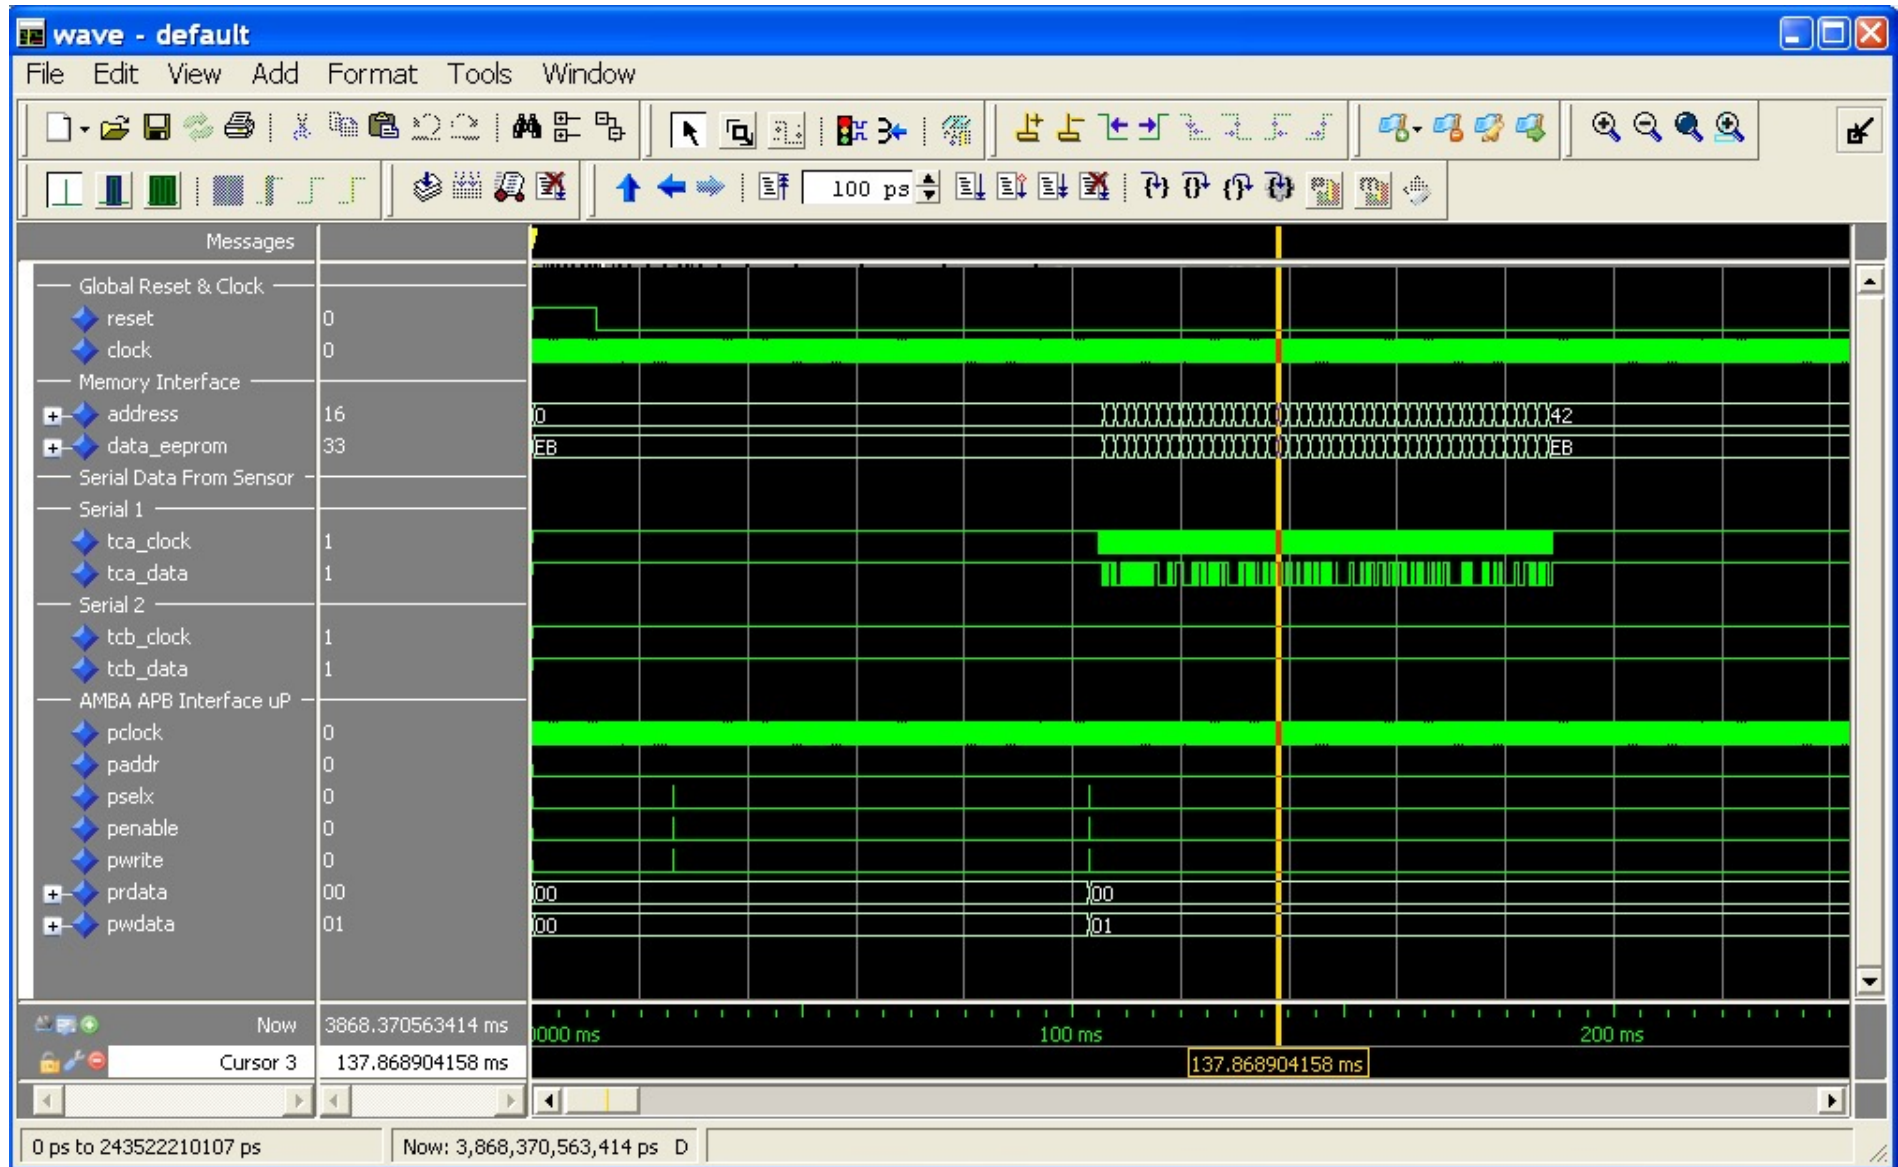 wave - default
File Edit View Add Format Tools Window
100 ps
Messages
Global Reset & Clock
reset 0
clock 0
Memory Interface
address 16 0 42
data_eeprom 33 EB EB
Serial Data From Sensor
Serial 1
tca_clock 1
tca_data 1
Serial 2
tcb_clock 1
tcb_data 1
AMBA APB Interface uP
pclock 0
paddr 0
pselx 0
penable 0
pwrite 0
prdata 00 00 00
pwdata 01 00 01
Now 3868.370563414 ms 0000 ms 100 ms 200 ms
Cursor 3 137.868904158 ms 137.868904158 ms
0 ps to 243522210107 ps Now: 3,868,370,563,414 ps D